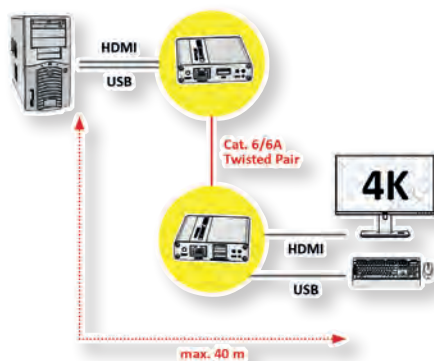 HDMI
USB
Cat. 6/6A
Twisted Pair
4K
HDMI
USB
max. 40 m